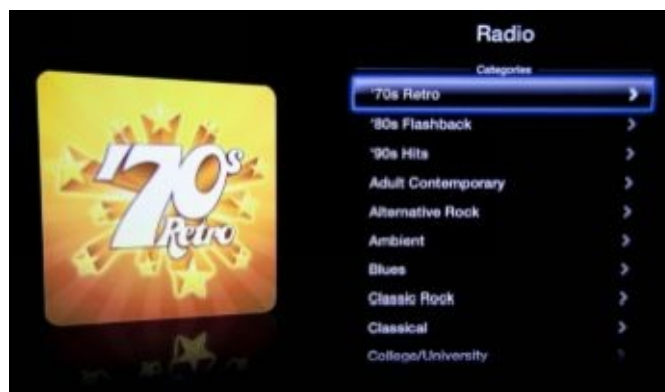 '70s
Retro
Radio
Categories
'70s Retro
'80s Flashback
'90s Hits
Adult Contemporary
Alternative Rock
Ambient
Blues
Classic Rock
Classical
College/University